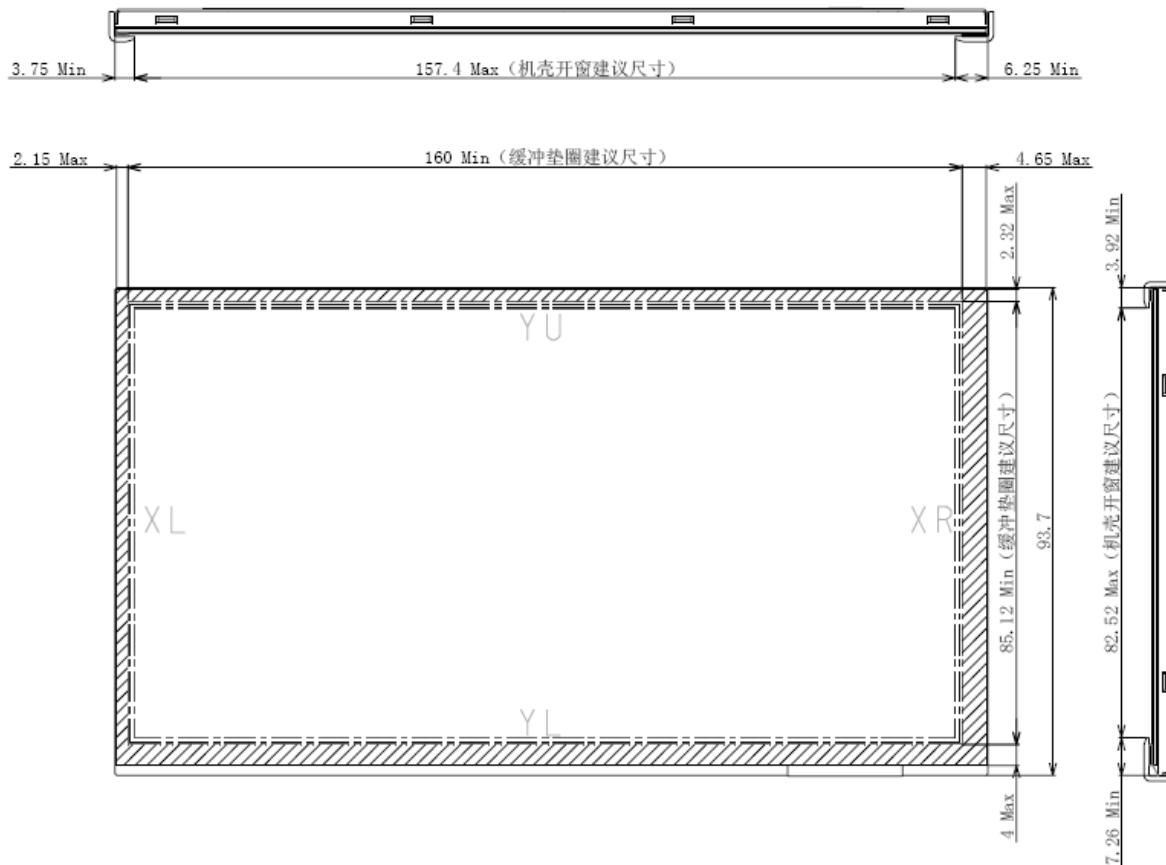 3.75 Min
157.4 Max (机壳开窗建议尺寸)
6.25 Min
2.15 Max
160 Min (缓冲垫圈建议尺寸)
4.65 Max
2.32 Max
3.92 Min
YU
XL
XR
YL
85.12 Min (缓冲垫圈建议尺寸)
93.7
82.52 Max (机壳开窗建议尺寸)
4 Max
7.26 Min